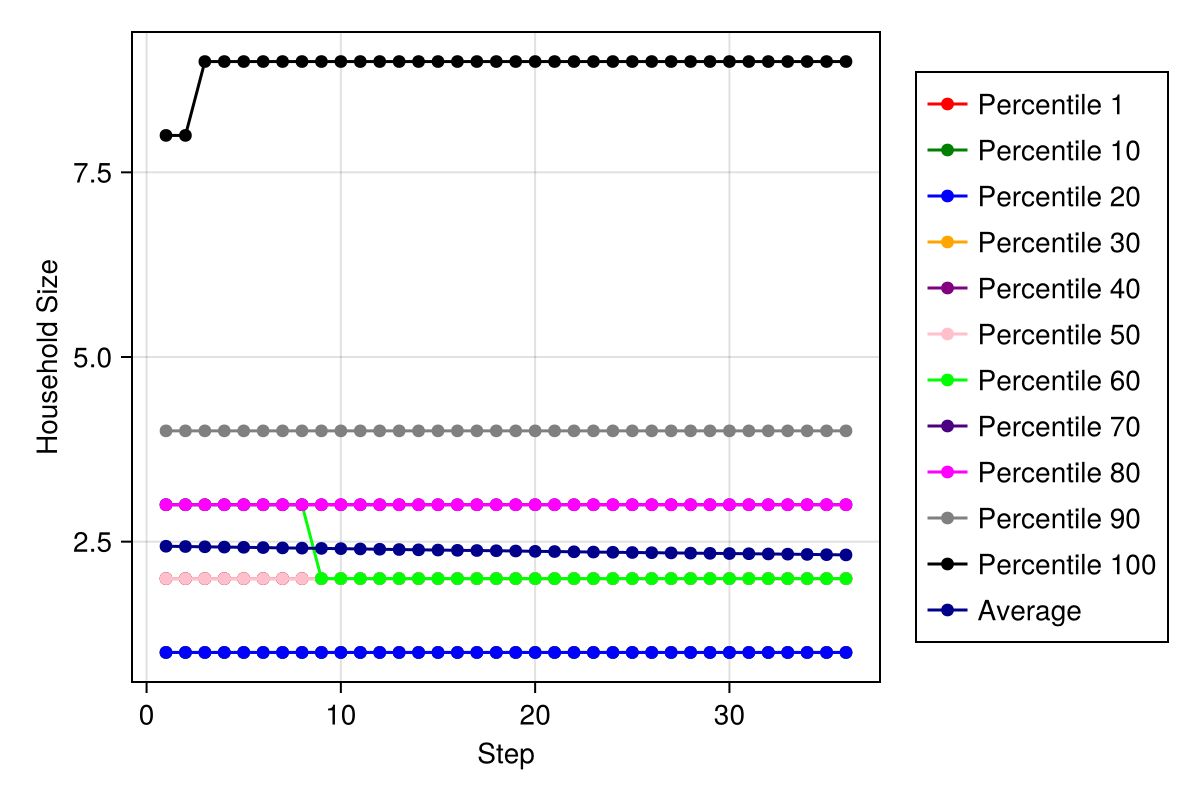 7.5
5.0
2.5
Household Size
0
10
20
30
Step
Percentile 1
Percentile 10
Percentile 20
Percentile 30
Percentile 40
Percentile 50
Percentile 60
Percentile 70
Percentile 80
Percentile 90
Percentile 100
Average